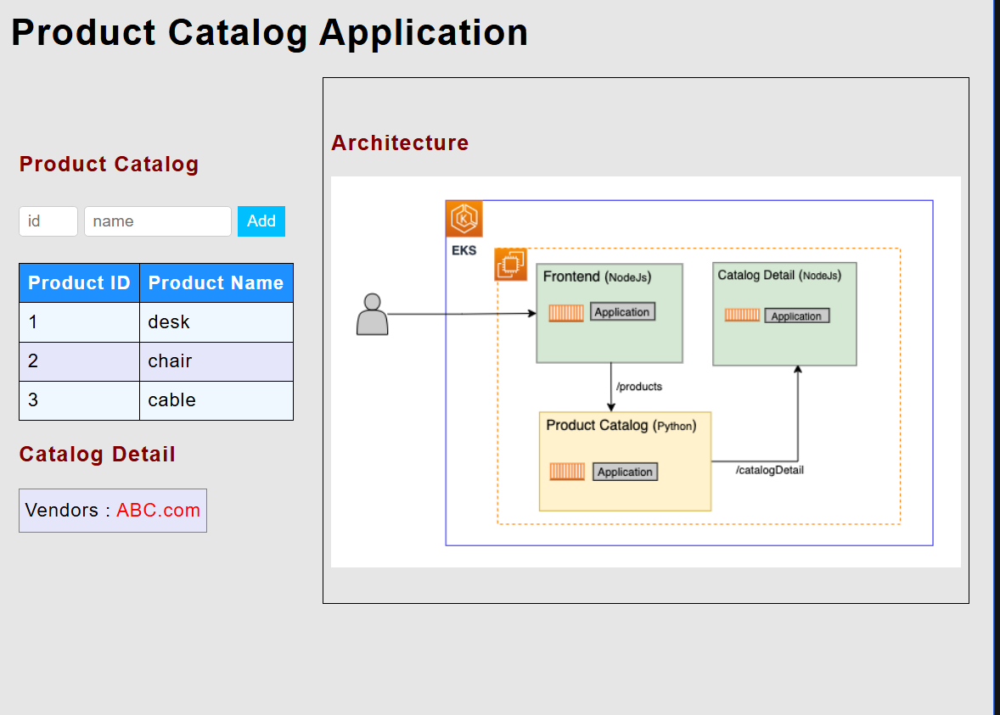 Product Catalog Application
Product Catalog
id name Add
Product ID Product Name
1 desk
2 chair
3 cable
Catalog Detail
Vendors : ABC.com
Architecture
EKS
Frontend (NodeJs)
Application
Catalog Detail (NodeJs)
Application
/products
Product Catalog (Python)
Application
/catalogDetail